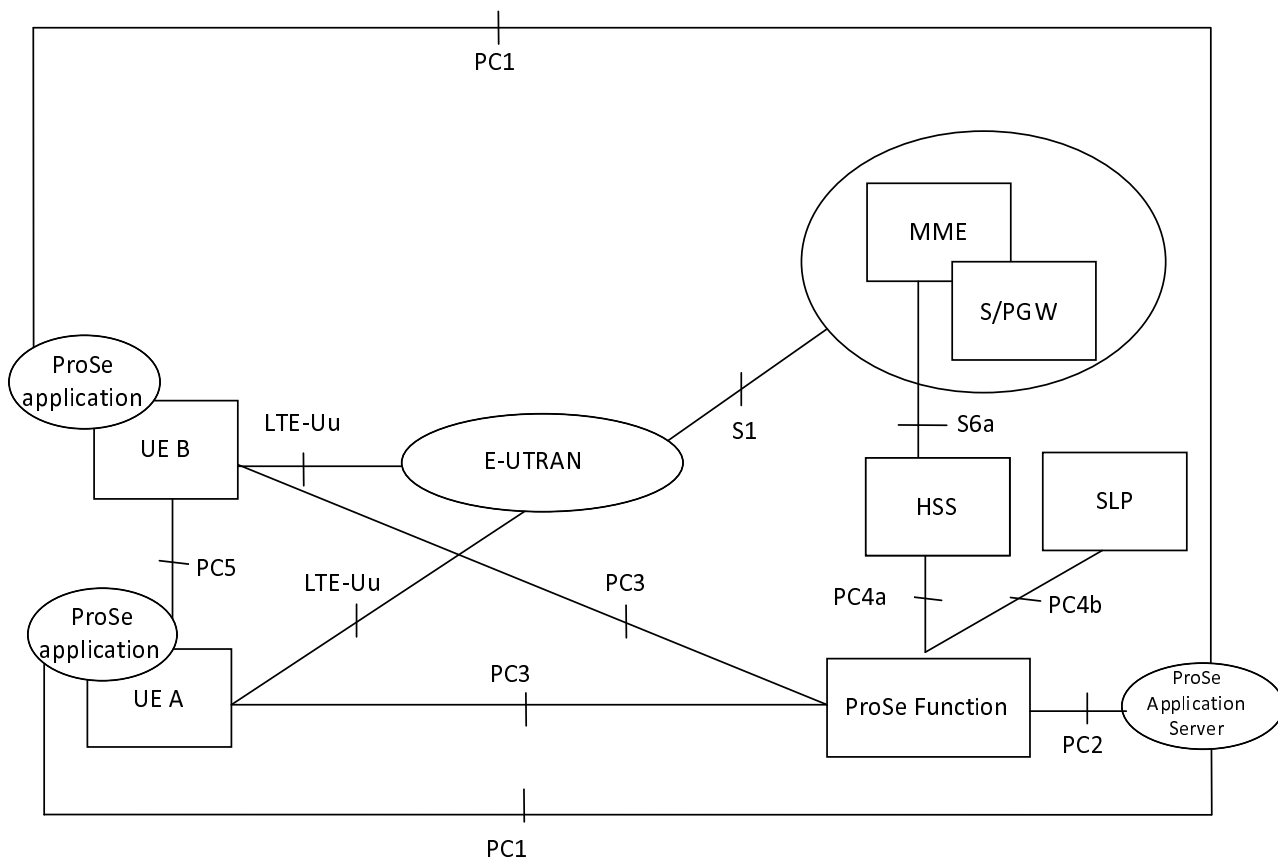 PC1
MME
S/PGW
ProSe
application
UE B
LTE-Uu
E-UTRAN
S1
S6a
HSS
SLP
PC5
LTE-Uu
PC3
PC4a
PC4b
ProSe
application
UE A
PC3
ProSe Function
PC2
ProSe
Application
Server
PC1